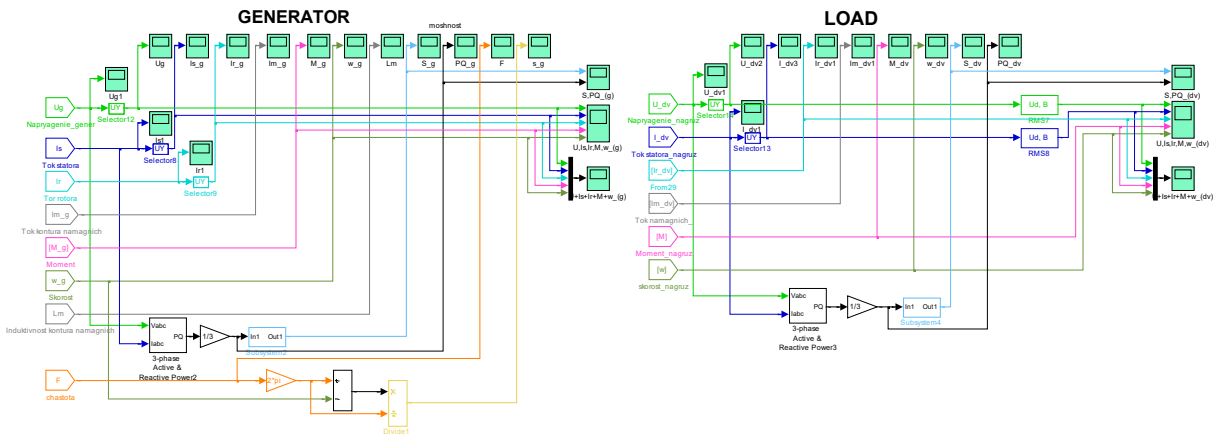 GENERATOR
LOAD
moshnost
Ug
Is_g
Ir_g
Im_g
M_g
w_g
Lm
S_g
PQ_g
F
s_g
Ug1
S,PQ_(g)
Ug
UY
Napryagenie_gener
Selector12
Is1
U,Is,Ir,M,w_(g)
Is
UY
Tok statora
Selector8
Ir1
Ir
UY
Tor rotora
Selector9
+Is+Ir+M+w_(g)
Im_g
Tok kontura namagnich
[M_g]
Moment
w_g
Skorost
Lm
Induktivnost kontura namagnich
Vabc
Iabc
PQ
1/3
In1
Out1
Subsystem2
3-phase
Active &
Reactive Power2
F
chastota
2*pi
Divide1
U_dv2
I_dv3
Ir_dv1
Im_dv1
M_dv
w_dv
S_dv
PQ_dv
U_dv1
S,PQ_(dv)
U_dv
UY
Napryagenie_nagruz
Selector14
Ud, B
RMS7
I_dv1
U,Is,Ir,M,w_(dv)
I_dv
UY
Tok statora_nagruz
Selector13
Ud, B
RMS8
[Ir_dv]
From29
+Is+Ir+M+w_(dv)
[Im_dv]
Tok namagnich_
[M]
Moment_nagruz
[w]
skorost_nagruz
Vabc
Iabc
PQ
1/3
In1
Out1
Subsystem4
3-phase
Active &
Reactive Power3